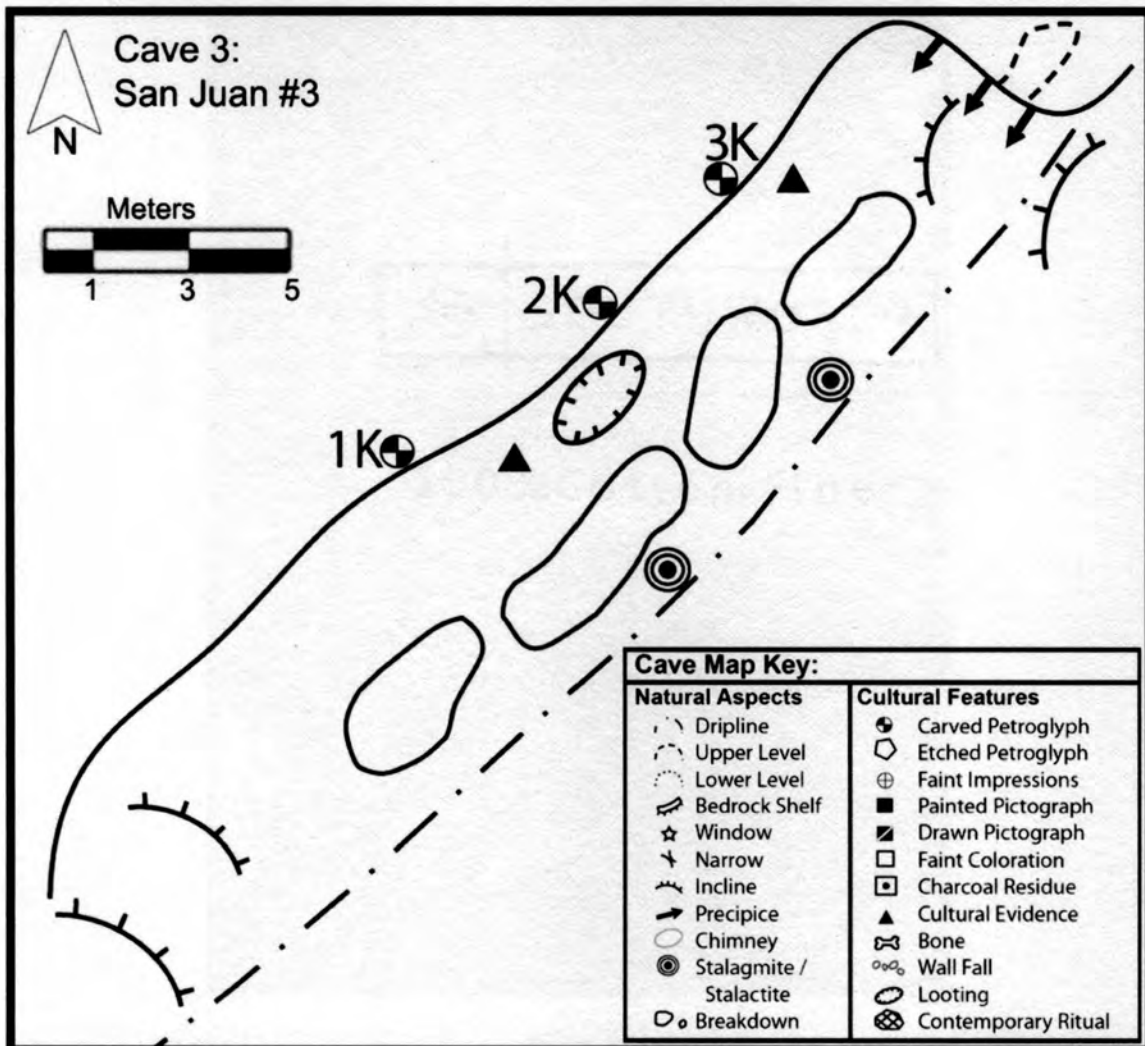 Cave 3:
San Juan #3
N
Meters
1 3 5
3K
2K
1K
Cave Map Key:
Natural Aspects
Dripline
Upper Level
Lower Level
Bedrock Shelf
Window
Narrow
Incline
Precipice
Chimney
Stalagmite /
Stalactite
Breakdown
Cultural Features
Carved Petroglyph
Etched Petroglyph
Faint Impressions
Painted Pictograph
Drawn Pictograph
Faint Coloration
Charcoal Residue
Cultural Evidence
Bone
Wall Fall
Looting
Contemporary Ritual